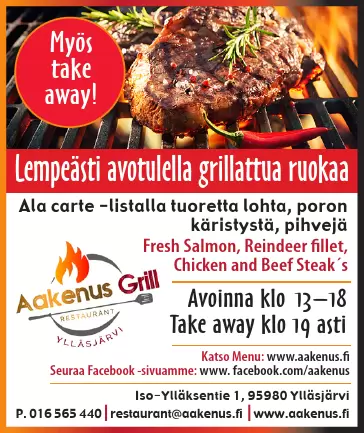 Myös
take
away!
Lempeästi avotulella grillattua ruokaa
Ala carte -listalla tuoretta lohta, poron
käristystä, pihvejä
Fresh Salmon, Reindeer fillet,
Chicken and Beef Steak´s
Aakenus Grill
RESTAURANT
YLLÄSJÄRVI
Avoinna klo 13–18
Take away klo 19 asti
Katso Menu: www.aakenus.fi
Seuraa Facebook -sivuamme: www. facebook.com/aakenus
Iso-Ylläksentie 1, 95980 Ylläsjärvi
P. 016 565 440 | restaurant@aakenus.fi | www.aakenus.fi